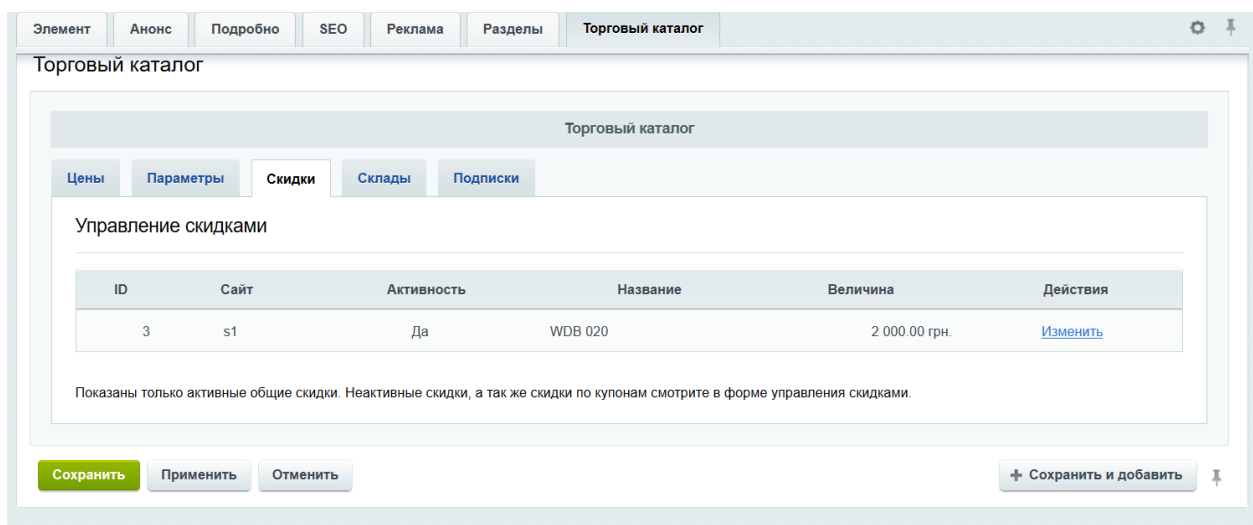 Элемент Анонс Подробно SEO Реклама Разделы Торговый каталог
Торговый каталог
Торговый каталог
Цены Параметры Скидки Склады Подписки
Управление скидками
ID Сайт Активность Название Величина Действия
3 s1 Да WDB 020 2 000.00 грн. Изменить
Показаны только активные общие скидки. Неактивные скидки, а так же скидки по купонам смотрите в форме управления скидками.
Сохранить Применить Отменить + Сохранить и добавить